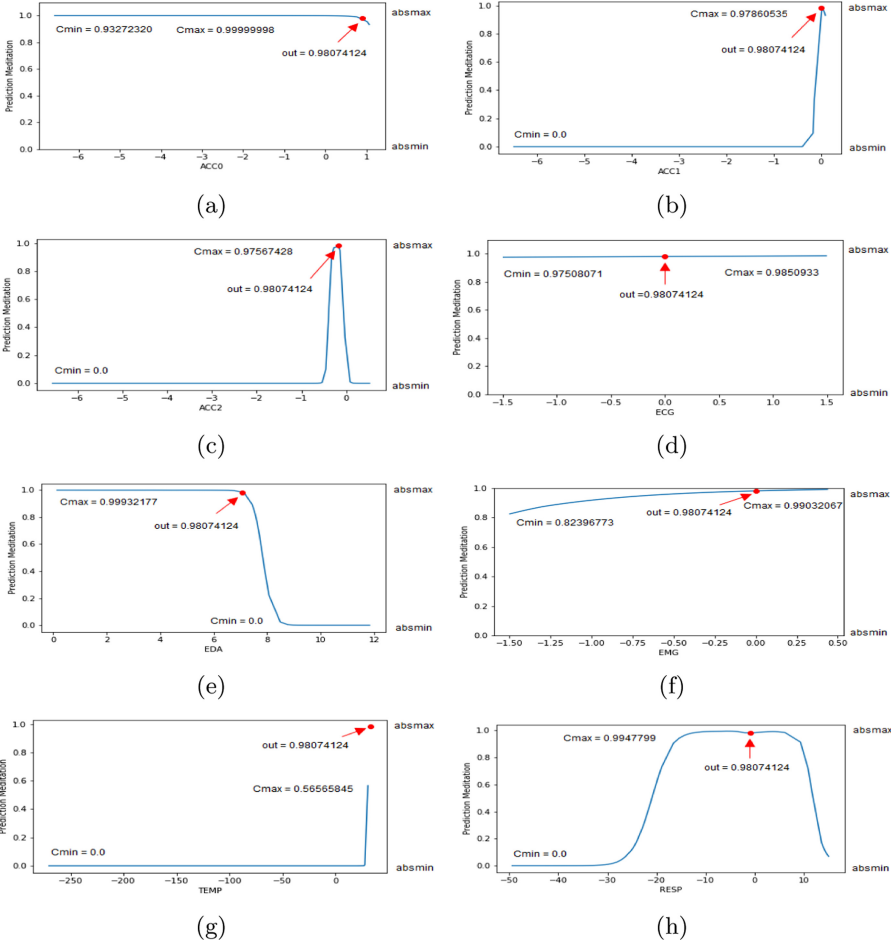 absmax
Cmin = 0.93272320 Cmax = 0.99999998
out = 0.98074124
Prediction Meditation
1.0
0.8
0.6
0.4
0.2
0.0
absmin
−6 −5 −4 −3 −2 −1 0 1
ACC0
(a)
absmax
Cmax = 0.97860535
out = 0.98074124
Prediction Meditation
1.0
0.8
0.6
0.4
0.2
0.0
Cmin = 0.0
absmin
−6 −5 −4 −3 −2 −1 0
ACC1
(b)
absmax
Cmax = 0.97567428
out = 0.98074124
Prediction Meditation
1.0
0.8
0.6
0.4
0.2
0.0
Cmin = 0.0
absmin
−6 −5 −4 −3 −2 −1 0
ACC2
(c)
absmax
Cmin = 0.97508071 Cmax = 0.9850933
out =0.98074124
Prediction Meditation
1.0
0.8
0.6
0.4
0.2
0.0
absmin
−1.5 −1.0 −0.5 0.0 0.5 1.0 1.5
ECG
(d)
absmax
Cmax = 0.99932177
out = 0.98074124
Prediction Meditation
1.0
0.8
0.6
0.4
0.2
0.0
Cmin = 0.0
absmin
0 2 4 6 8 10 12
EDA
(e)
absmax
Cmax = 0.99032067
out = 0.98074124
Cmin = 0.82396773
Prediction Meditation
1.0
0.8
0.6
0.4
0.2
0.0
absmin
−1.50 −1.25 −1.00 −0.75 −0.50 −0.25 0.00 0.25 0.50
EMG
(f)
absmax
out = 0.98074124
Cmax = 0.56565845
Prediction Meditation
1.0
0.8
0.6
0.4
0.2
0.0
Cmin = 0.0
absmin
−250 −200 −150 −100 −50 0
TEMP
(g)
absmax
Cmax = 0.9947799
out = 0.98074124
Prediction Meditation
1.0
0.8
0.6
0.4
0.2
0.0
Cmin = 0.0
absmin
−50 −40 −30 −20 −10 0 10
RESP
(h)